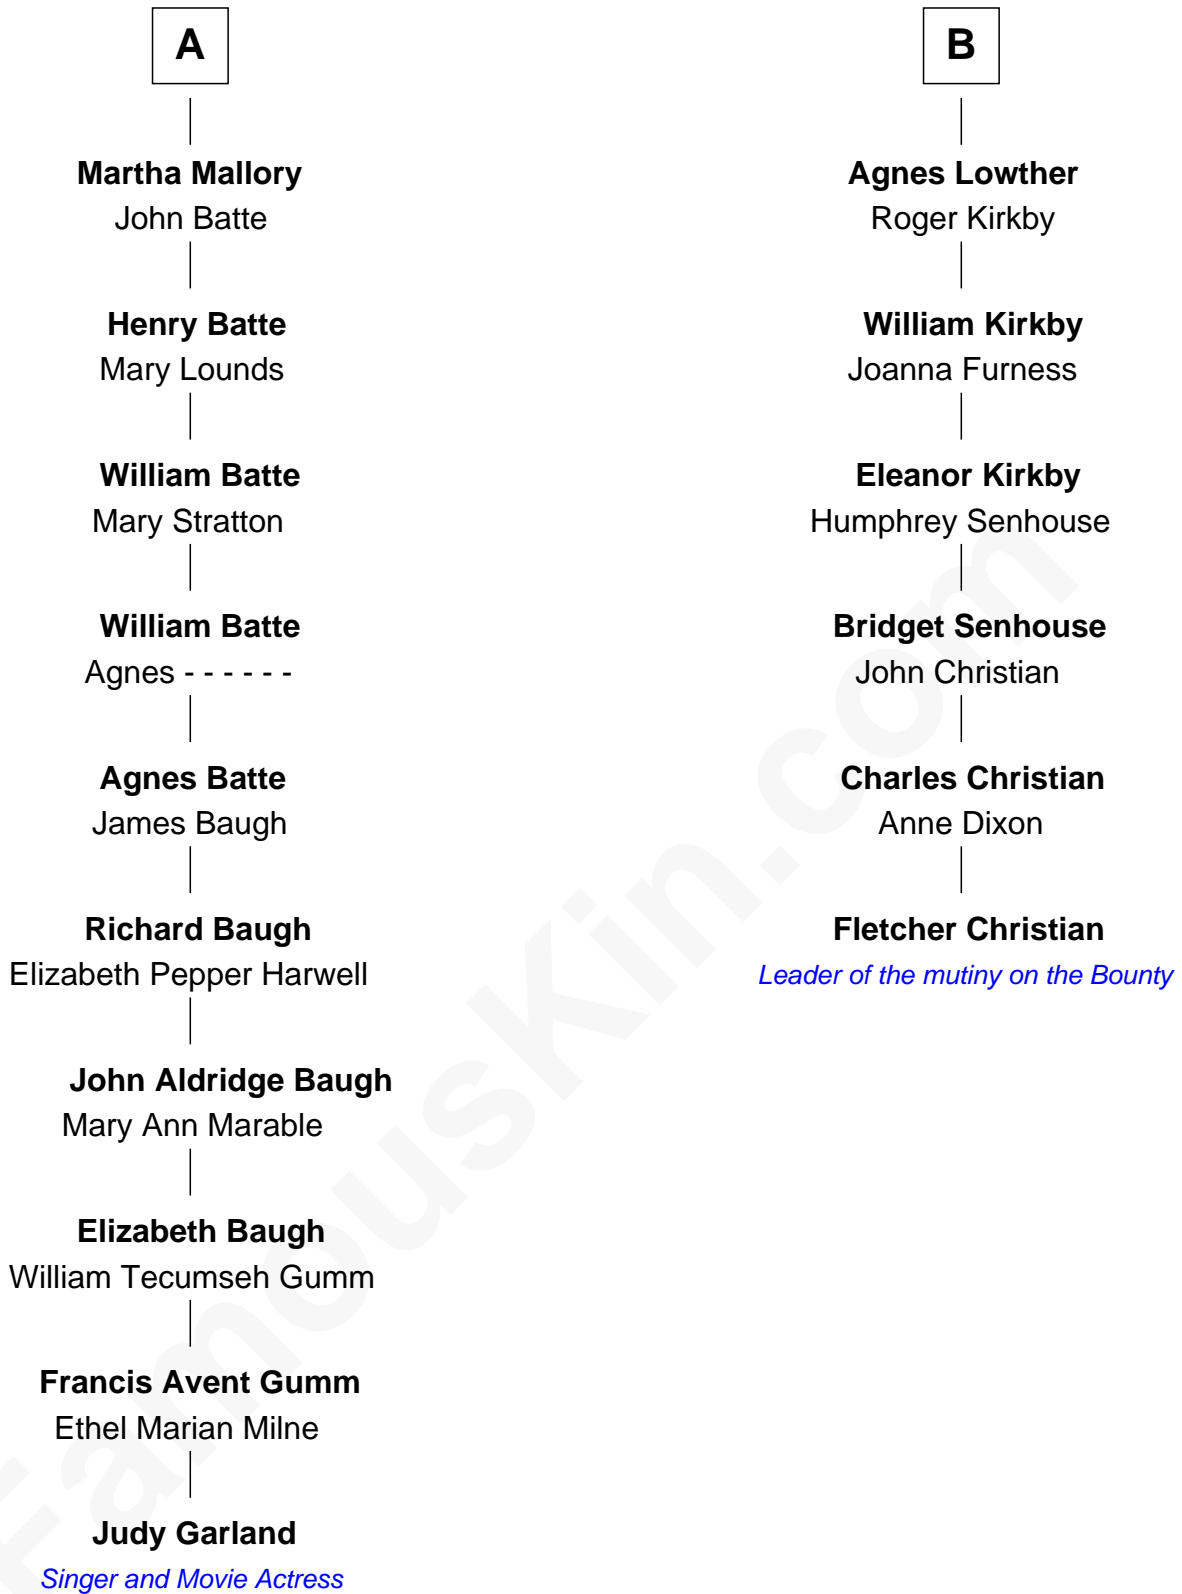 A
Martha Mallory
John Batte
Henry Batte
Mary Lounds
William Batte
Mary Stratton
William Batte
Agnes - - - - - -
Agnes Batte
James Baugh
Richard Baugh
Elizabeth Pepper Harwell
John Aldridge Baugh
Mary Ann Marable
Elizabeth Baugh
William Tecumseh Gumm
Francis Avent Gumm
Ethel Marian Milne
Judy Garland
Singer and Movie Actress
B
Agnes Lowther
Roger Kirkby
William Kirkby
Joanna Furness
Eleanor Kirkby
Humphrey Senhouse
Bridget Senhouse
John Christian
Charles Christian
Anne Dixon
Fletcher Christian
Leader of the mutiny on the Bounty
FamousKin.com